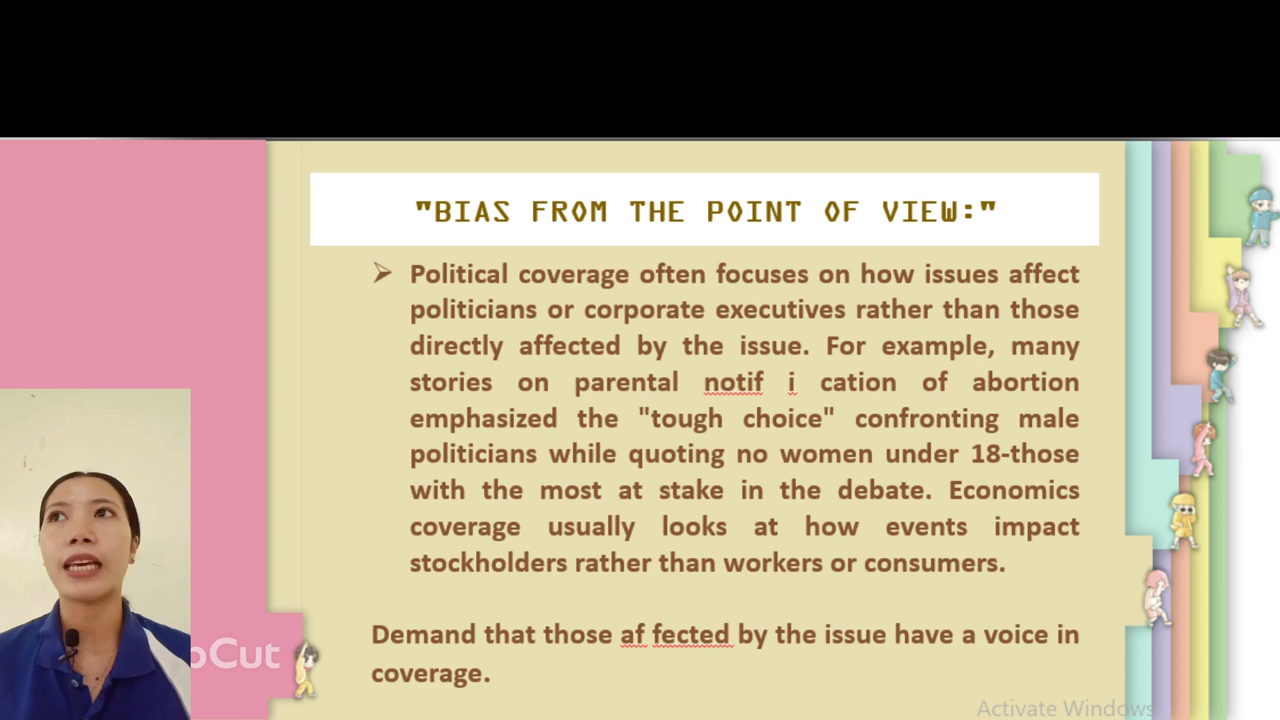 "BIAS FROM THE POINT OF VIEW:"
➢ Political coverage often focuses on how issues affect
politicians or corporate executives rather than those
directly affected by the issue. For example, many
stories on parental notif i cation of abortion
emphasized the "tough choice" confronting male
politicians while quoting no women under 18-those
with the most at stake in the debate. Economics
coverage usually looks at how events impact
stockholders rather than workers or consumers.
Demand that those af fected by the issue have a voice in
coverage.
pCut
Activate Windows